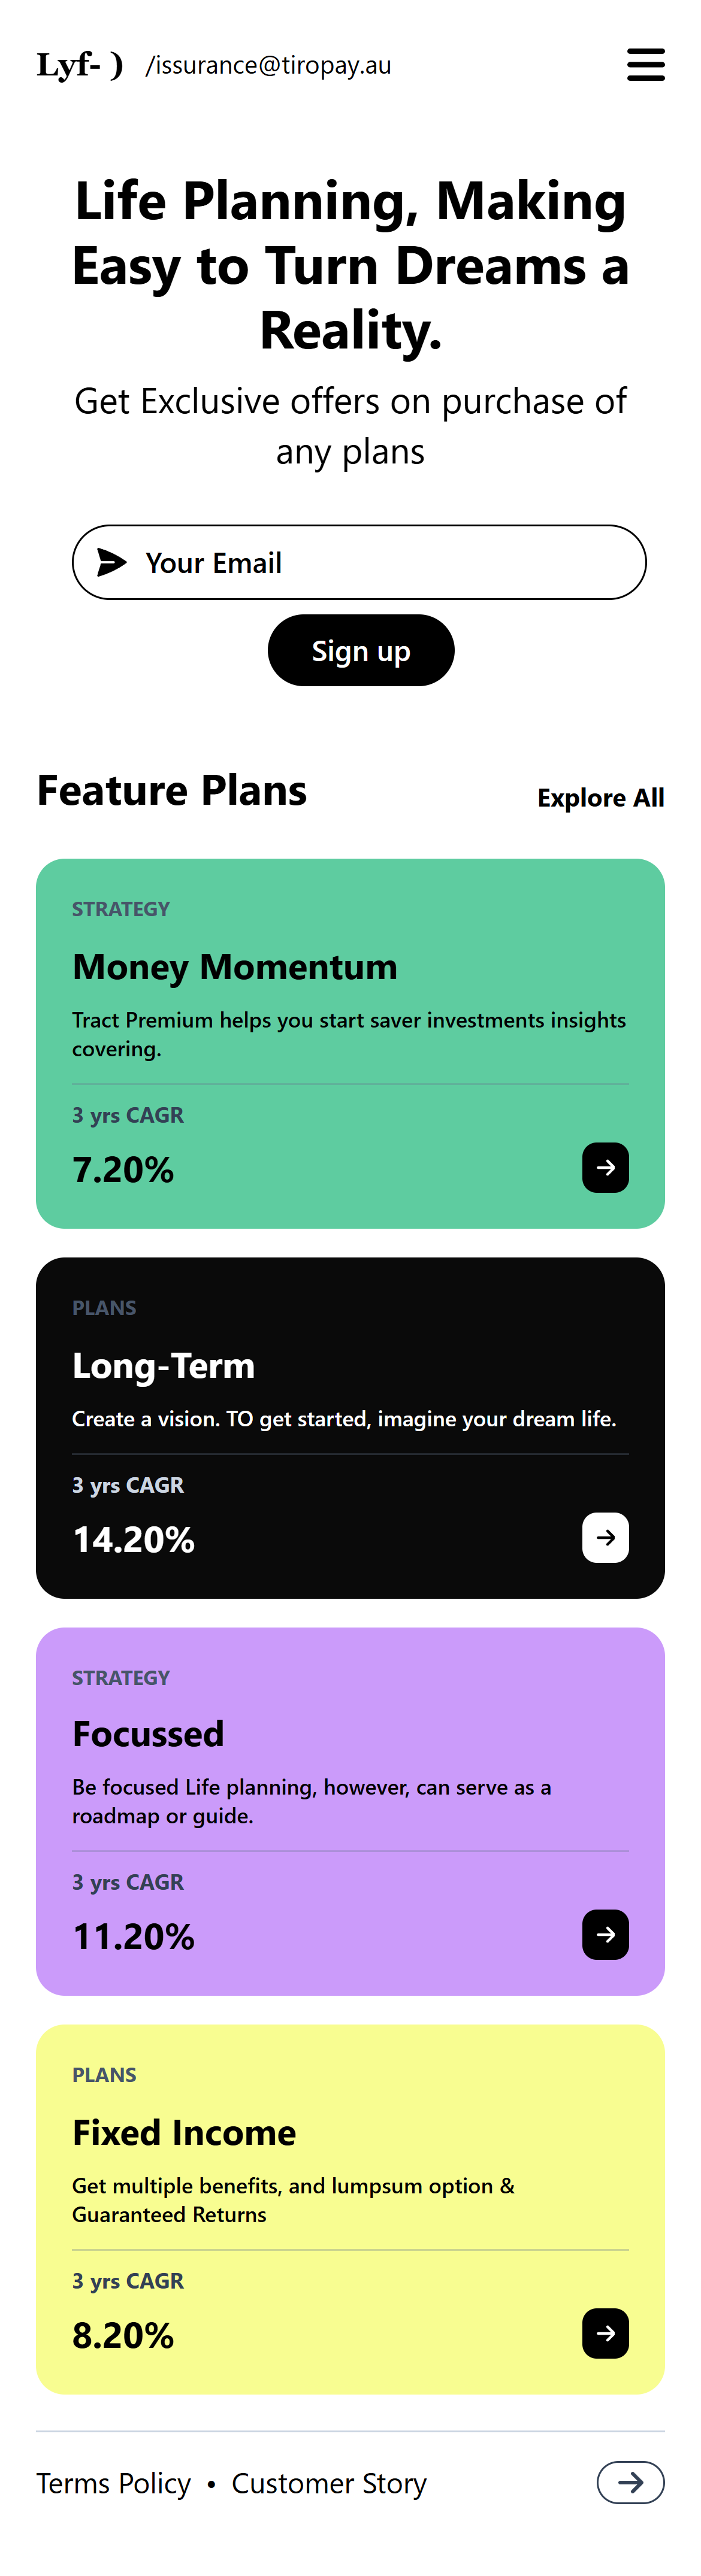 Lyf- ) /issurance@tiropay.au
Life Planning, Making
Easy to Turn Dreams a
Reality.
Get Exclusive offers on purchase of
any plans
Your Email
Sign up
Feature Plans
Explore All
STRATEGY
Money Momentum
Tract Premium helps you start saver investments insights
covering.
3 yrs CAGR
7.20%
PLANS
Long-Term
Create a vision. TO get started, imagine your dream life.
3 yrs CAGR
14.20%
STRATEGY
Focussed
Be focused Life planning, however, can serve as a
roadmap or guide.
3 yrs CAGR
11.20%
PLANS
Fixed Income
Get multiple benefits, and lumpsum option &
Guaranteed Returns
3 yrs CAGR
8.20%
Terms Policy • Customer Story